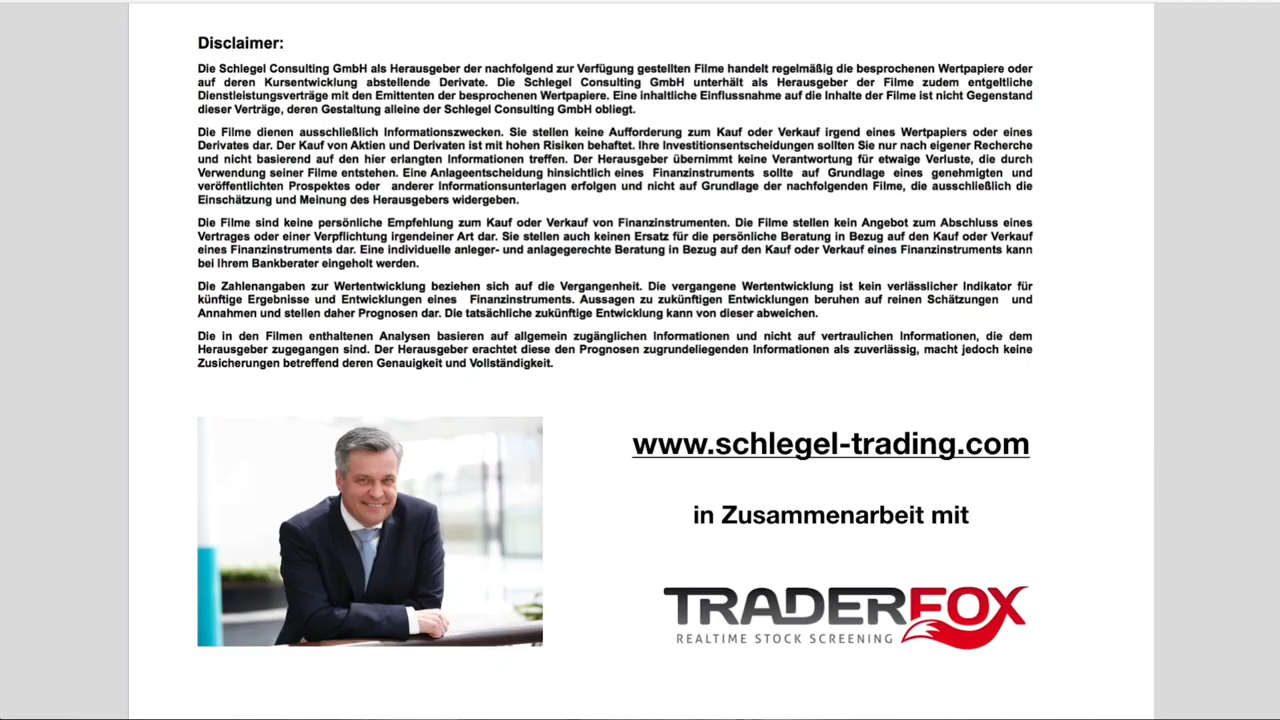 Disclaimer:
Die Schlegel Consulting GmbH als Herausgeber der nachfolgend zur Verfügung gestellten Filme handelt regelmäßig die besprochenen Wertpapiere oder
auf deren Kursentwicklung abstellende Derivate. Die Schlegel Consulting GmbH unterhält als Herausgeber der Filme zudem entgeltliche
Dienstleistungsverträge mit den Emittenten der besprochenen Wertpapiere. Eine inhaltliche Einflussnahme auf die Inhalte der Filme ist nicht Gegenstand
dieser Verträge, deren Gestaltung alleine der Schlegel Consulting GmbH obliegt.
Die Filme dienen ausschließlich Informationszwecken. Sie stellen keine Aufforderung zum Kauf oder Verkauf irgend eines Wertpapiers oder eines
Derivates dar. Der Kauf von Aktien und Derivaten ist mit hohen Risiken behaftet. Ihre Investitionsentscheidungen sollten Sie nur nach eigener Recherche
und nicht basierend auf den hier erlangten Informationen treffen. Der Herausgeber übernimmt keine Verantwortung für etwaige Verluste, die durch
Verwendung seiner Filme entstehen. Eine Anlageentscheidung hinsichtlich eines Finanzinstruments sollte auf Grundlage eines genehmigten und
veröffentlichten Prospektes oder anderer Informationsunterlagen erfolgen und nicht auf Grundlage der nachfolgenden Filme, die ausschließlich die
Einschätzung und Meinung des Herausgebers widergeben.
Die Filme sind keine persönliche Empfehlung zum Kauf oder Verkauf von Finanzinstrumenten. Die Filme stellen kein Angebot zum Abschluss eines
Vertrages oder einer Verpflichtung irgendeiner Art dar. Sie stellen auch keinen Ersatz für die persönliche Beratung in Bezug auf den Kauf oder Verkauf
eines Finanzinstruments dar. Eine individuelle anleger- und anlagegerechte Beratung in Bezug auf den Kauf oder Verkauf eines Finanzinstruments kann
bei Ihrem Bankberater eingeholt werden.
Die Zahlenangaben zur Wertentwicklung beziehen sich auf die Vergangenheit. Die vergangene Wertentwicklung ist kein verlässlicher Indikator für
künftige Ergebnisse und Entwicklungen eines Finanzinstruments. Aussagen zu zukünftigen Entwicklungen beruhen auf reinen Schätzungen und
Annahmen und stellen daher Prognosen dar. Die tatsächliche zukünftige Entwicklung kann von dieser abweichen.
Die in den Filmen enthaltenen Analysen basieren auf allgemein zugänglichen Informationen und nicht auf vertraulichen Informationen, die dem
Herausgeber zugegangen sind. Der Herausgeber erachtet diese den Prognosen zugrundeliegenden Informationen als zuverlässig, macht jedoch keine
Zusicherungen betreffend deren Genauigkeit und Vollständigkeit.
www.schlegel-trading.com
in Zusammenarbeit mit
TRADERFOX
REALTIME STOCK SCREENING